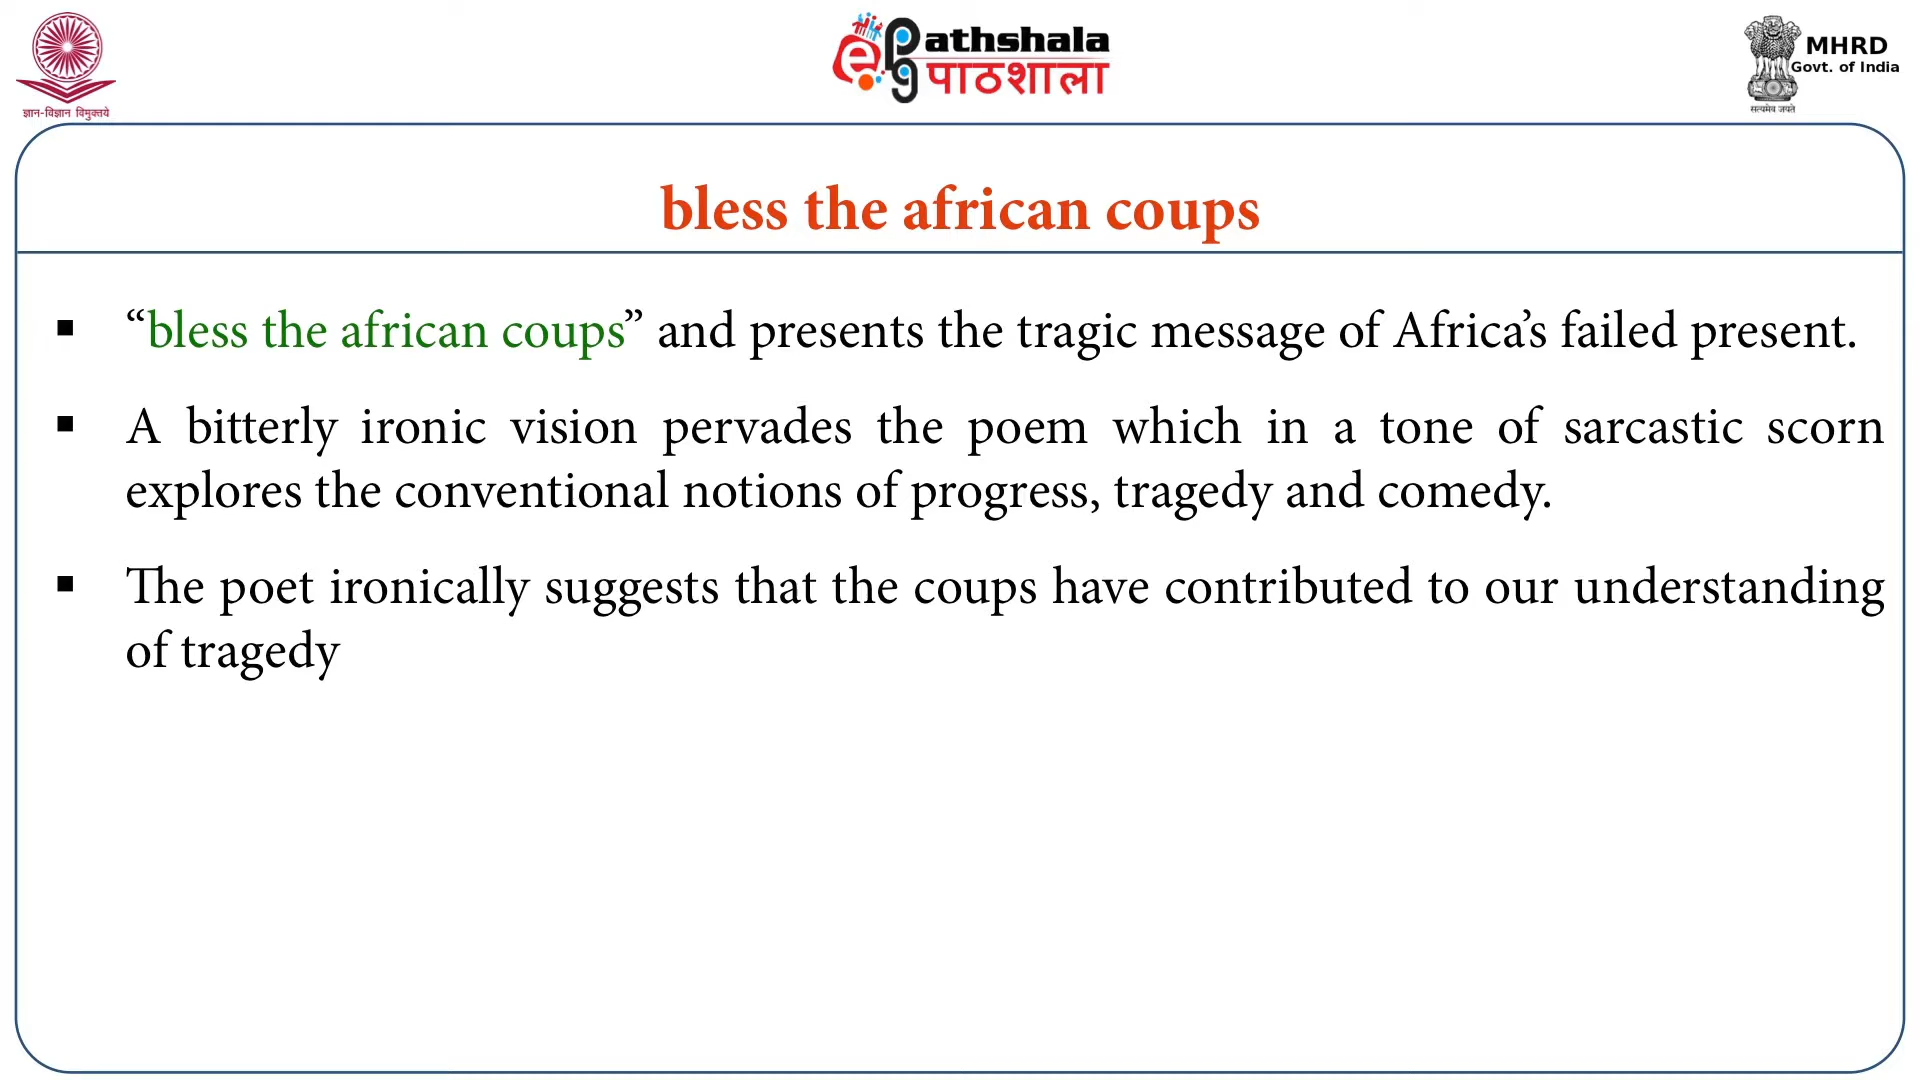 ज्ञान-विज्ञान विमुक्तये
e pg Pathshala
पाठशाला
MHRD
Govt. of India
सत्यमेव जयते
bless the african coups
▪ “bless the african coups” and presents the tragic message of Africa’s failed present.
▪ A bitterly ironic vision pervades the poem which in a tone of sarcastic scorn
explores the conventional notions of progress, tragedy and comedy.
▪ The poet ironically suggests that the coups have contributed to our understanding
of tragedy